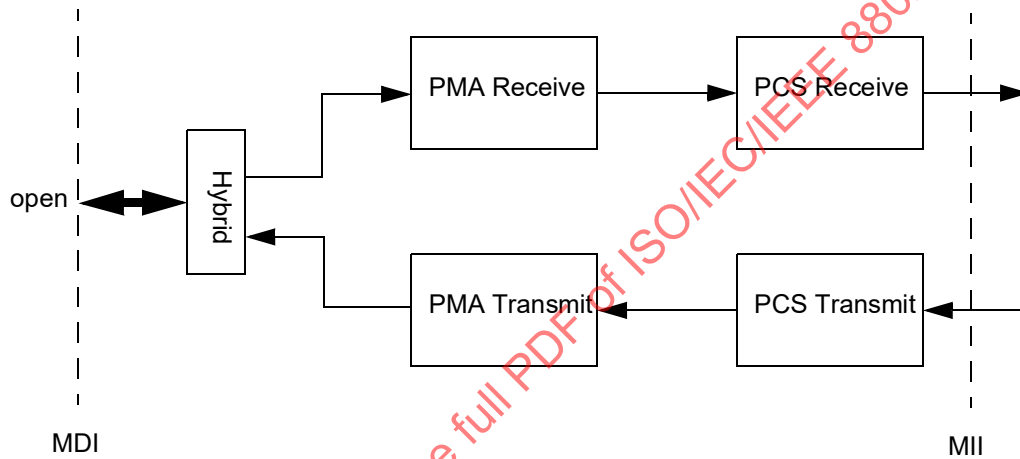 PMA Receive
PCS Receive
open
Hybrid
PMA Transmit
PCS Transmit
MDI
MII
full PDF of ISO/IEC/IEEE 880